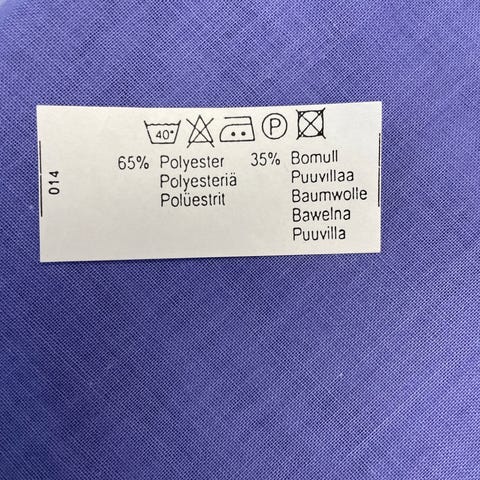 40° P
65% Polyester 35% Bomull
Polyesteriä Puuvillaa
Polüestrit Baumwolle
Bawelna
Puuvilla
014